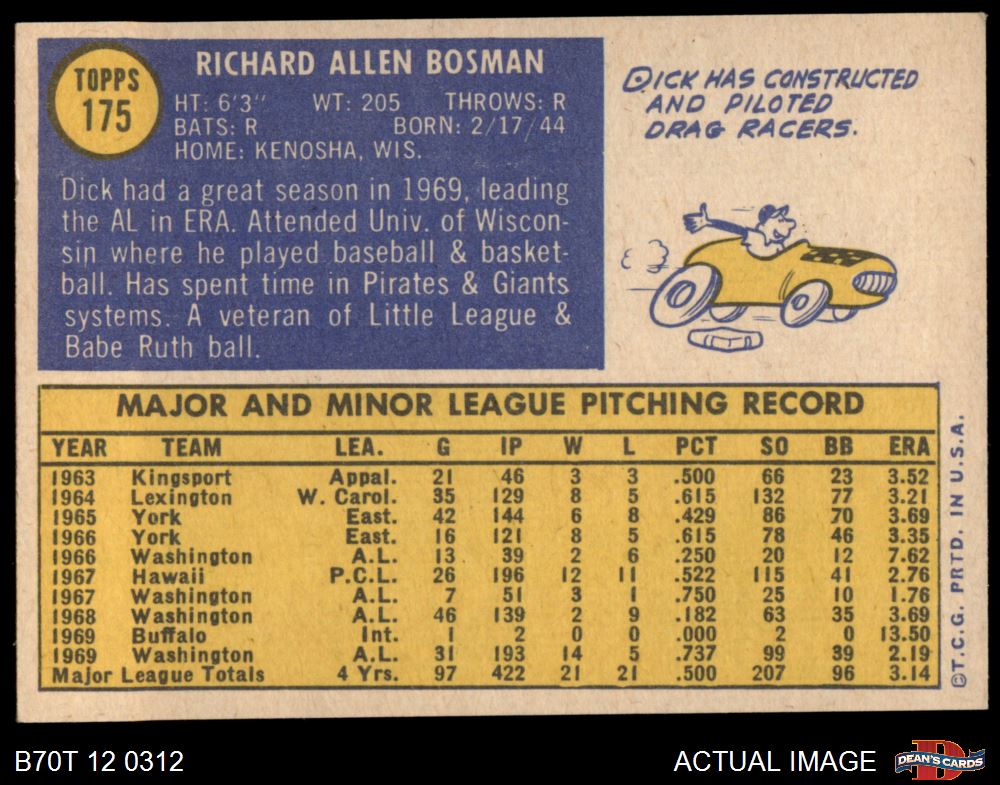 TOPPS
175
RICHARD ALLEN BOSMAN
HT: 6'3" WT: 205 THROWS: R
BATS: R BORN: 2/17/44
HOME: KENOSHA, WIS.
Dick had a great season in 1969, leading
the AL in ERA. Attended Univ. of Wiscon-
sin where he played baseball & basket-
ball. Has spent time in Pirates & Giants
systems. A veteran of Little League &
Babe Ruth ball.
DICK HAS CONSTRUCTED
AND PILOTED
DRAG RACERS.
MAJOR AND MINOR LEAGUE PITCHING RECORD
YEAR TEAM LEA. G IP W L PCT SO BB ERA
1963 Kingsport Appal. 21 46 3 3 .500 66 23 3.52
1964 Lexington W. Carol. 35 129 8 5 .615 132 77 3.21
1965 York East. 42 144 6 8 .429 86 70 3.69
1966 York East. 16 121 8 5 .615 78 46 3.35
1966 Washington A.L. 13 39 2 6 .250 20 12 7.62
1967 Hawaii P.C.L. 26 196 12 11 .522 115 41 2.76
1967 Washington A.L. 7 51 3 1 .750 25 10 1.76
1968 Washington A.L. 46 139 2 9 .182 63 35 3.69
1969 Buffalo Int. 1 2 0 0 .000 2 0 13.50
1969 Washington A.L. 31 193 14 5 .737 99 39 2.19
Major League Totals 4 Yrs. 97 422 21 21 .500 207 96 3.14
©T.C.G. PRTD. IN U.S.A.
B70T 12 0312
ACTUAL IMAGE
DEAN'S CARDS